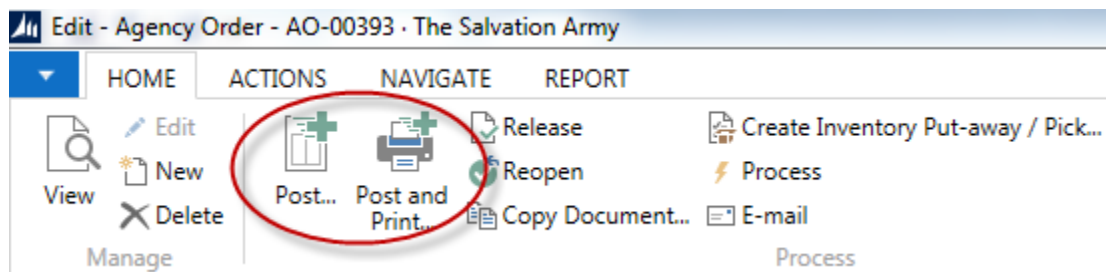 Edit - Agency Order - AO-00393 · The Salvation Army
HOME ACTIONS NAVIGATE REPORT
View
Edit
New
Delete
Manage
Post...
Post and
Print...
Release
Reopen
Copy Document...
Create Inventory Put-away / Pick...
Process
E-mail
Process